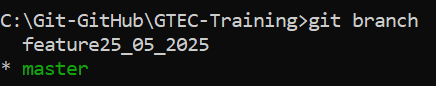 C:\Git-GitHub\GTEC-Training>git branch
  feature25_05_2025
* master